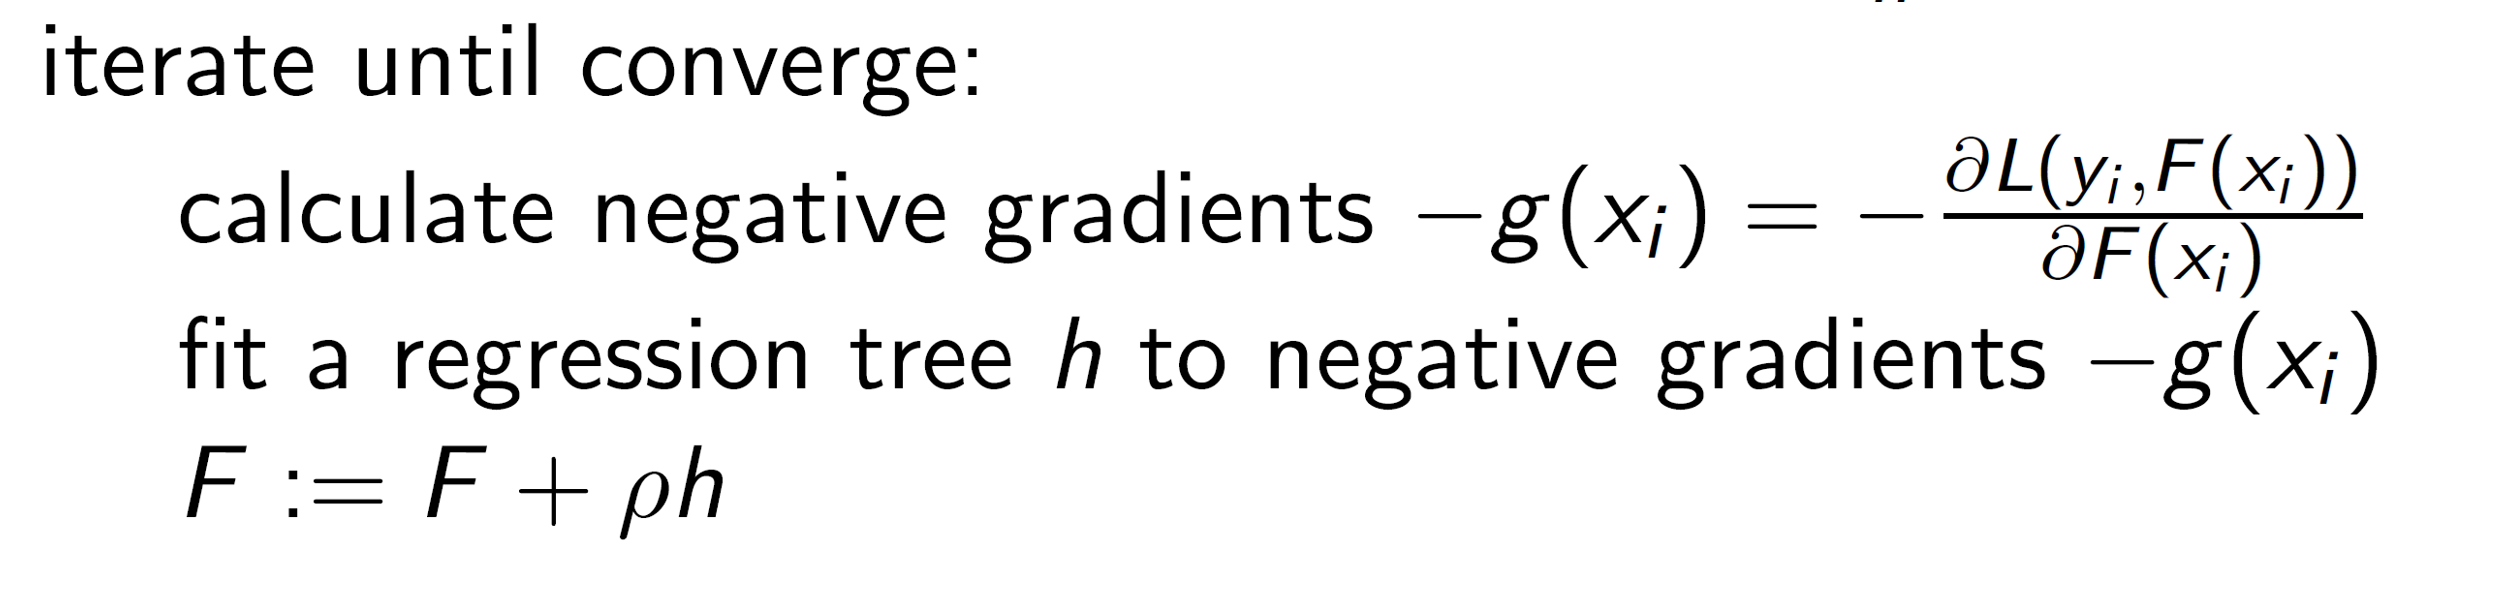 iterate until converge:
calculate negative gradients −g(x_i) = −∂L(y_i,F(x_i))/∂F(x_i)
fit a regression tree h to negative gradients −g(x_i)
F := F + ρh